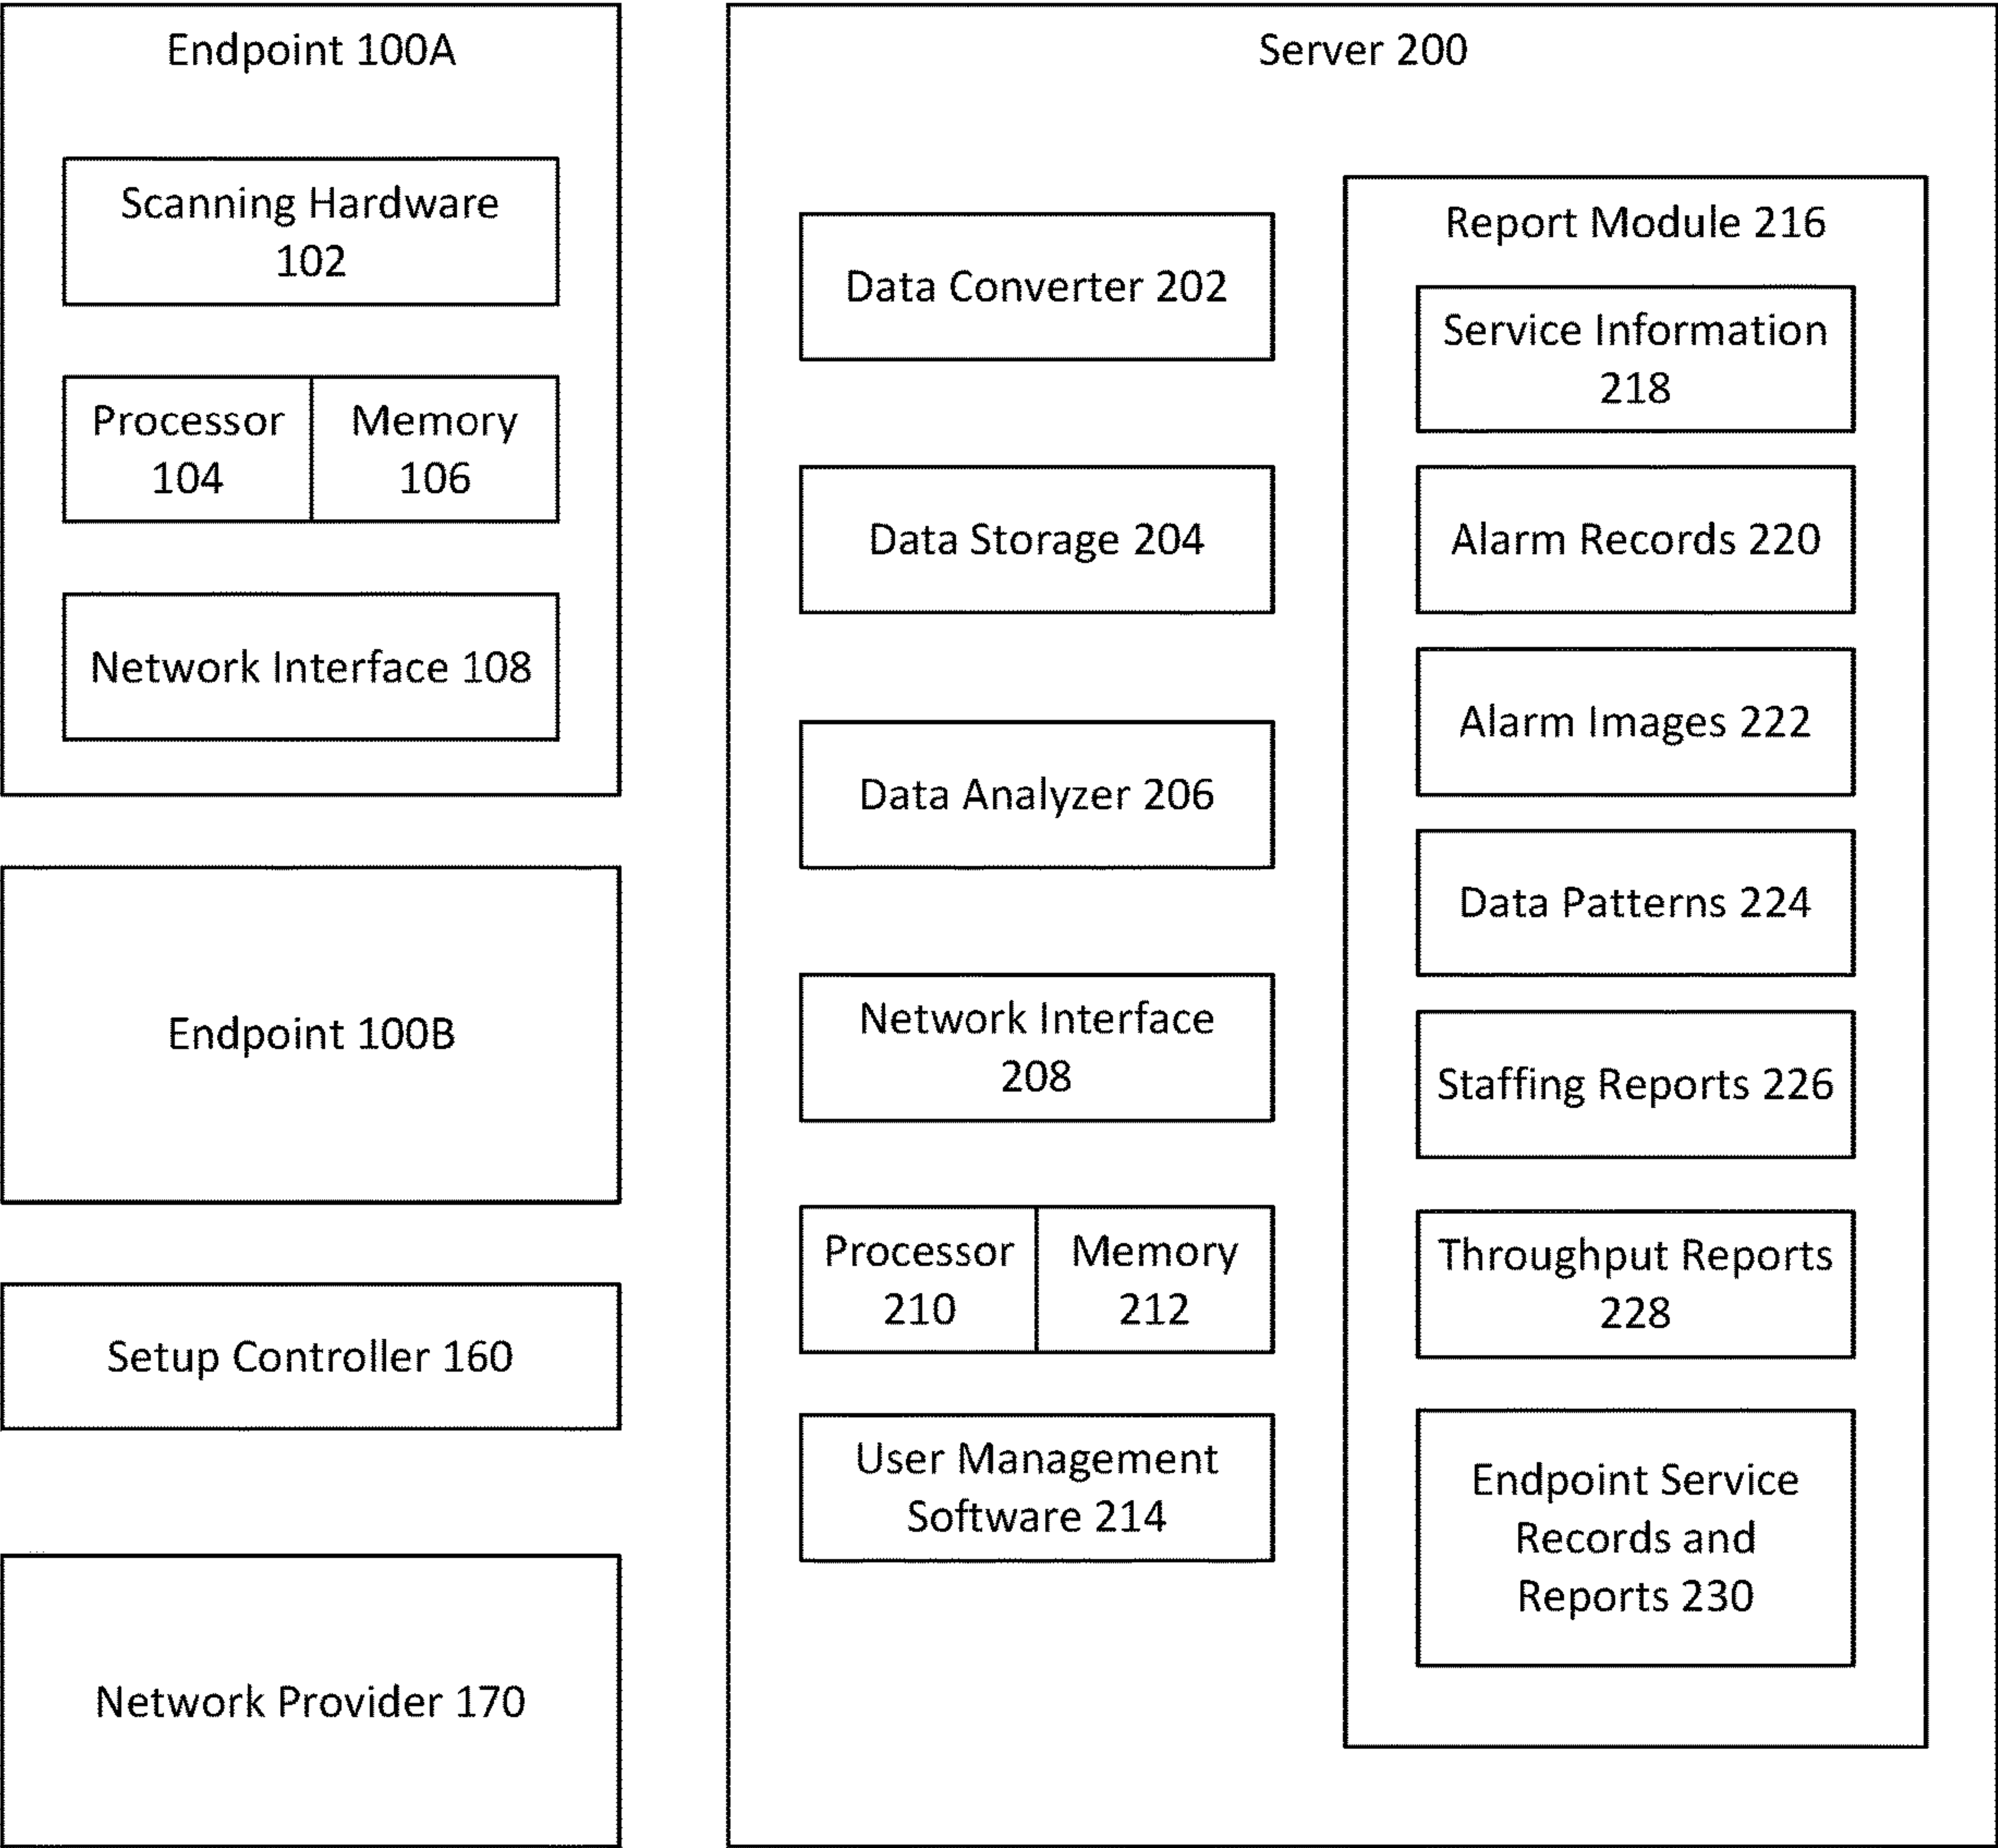 Endpoint 100A
Scanning Hardware
102
Processor
104
Memory
106
Network Interface 108
Endpoint 100B
Setup Controller 160
Network Provider 170
Server 200
Data Converter 202
Data Storage 204
Data Analyzer 206
Network Interface
208
Processor
210
Memory
212
User Management
Software 214
Report Module 216
Service Information
218
Alarm Records 220
Alarm Images 222
Data Patterns 224
Staffing Reports 226
Throughput Reports
228
Endpoint Service
Records and
Reports 230